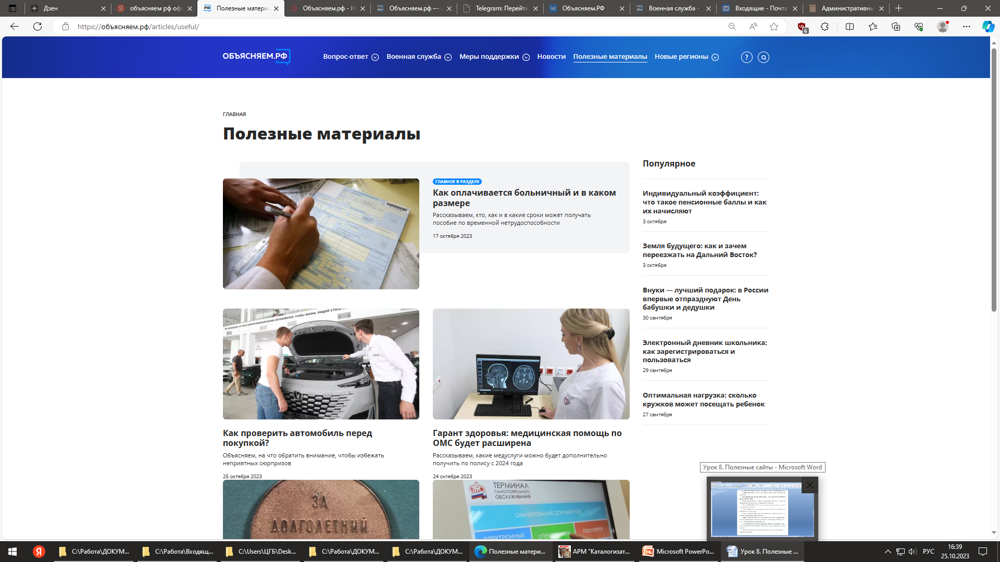 Дзен
объясняем рф офи
Полезные материа
Объясняем.рф - Н
Объясняем.рф —
Telegram: Перейти
Объясняем.РФ
Военная служба -
Входящие - Почта
Административны
https://объясняем.рф/articles/useful/
6
ОБЪЯСНЯЕМ.РФ
Вопрос-ответ
Военная служба
Меры поддержки
Новости
Полезные материалы
Новые регионы
?
ГЛАВНАЯ
Полезные материалы
ГЛАВНОЕ В РАЗДЕЛЕ
Как оплачивается больничный и в каком
размере
Рассказываем, кто, как и в какие сроки может получать
пособие по временной нетрудоспособности
17 октября 2023
Как проверить автомобиль перед
покупкой?
Объясняем, на что обратить внимание, чтобы избежать
неприятных сюрпризов
25 октября 2023
Гарант здоровья: медицинская помощь по
ОМС будет расширена
Рассказываем, какие медуслуги можно будет дополнительно
получить по полису с 2024 года
24 октября 2023
ЗА
ДОЛГОЛЕТНИЙ
ТЕРМИНАЛ
САМОСТОЯТЕЛЬНОГО
ОБСЛУЖИВАНИЯ
СКАНИРОВАНИЕ ДОКУМЕНТОВ
ЭЛЕКТРОННЫЕ
ГОСУСЛУГИ
Популярное
Индивидуальный коэффициент:
что такое пенсионные баллы и как
их начисляют
3 октября
Земля будущего: как и зачем
переезжать на Дальний Восток?
3 октября
Внуки — лучший подарок: в России
впервые отпразднуют День
бабушки и дедушки
30 сентября
Электронный дневник школьника:
как зарегистрироваться и
пользоваться
29 сентября
Оптимальная нагрузка: сколько
кружков может посещать ребенок
27 сентября
Урок 8. Полезные сайты - Microsoft Word
C:\Работа\ДОКУМ...
C:\Работа\Входящ...
C:\Users\ЦГБ\Desk...
C:\Работа\ДОКУМ...
C:\Работа\ДОКУМ...
Полезные матери...
АРМ "Каталогизат...
Microsoft PowerPo...
Урок 8. Полезные ...
РУС
16:39
25.10.2023